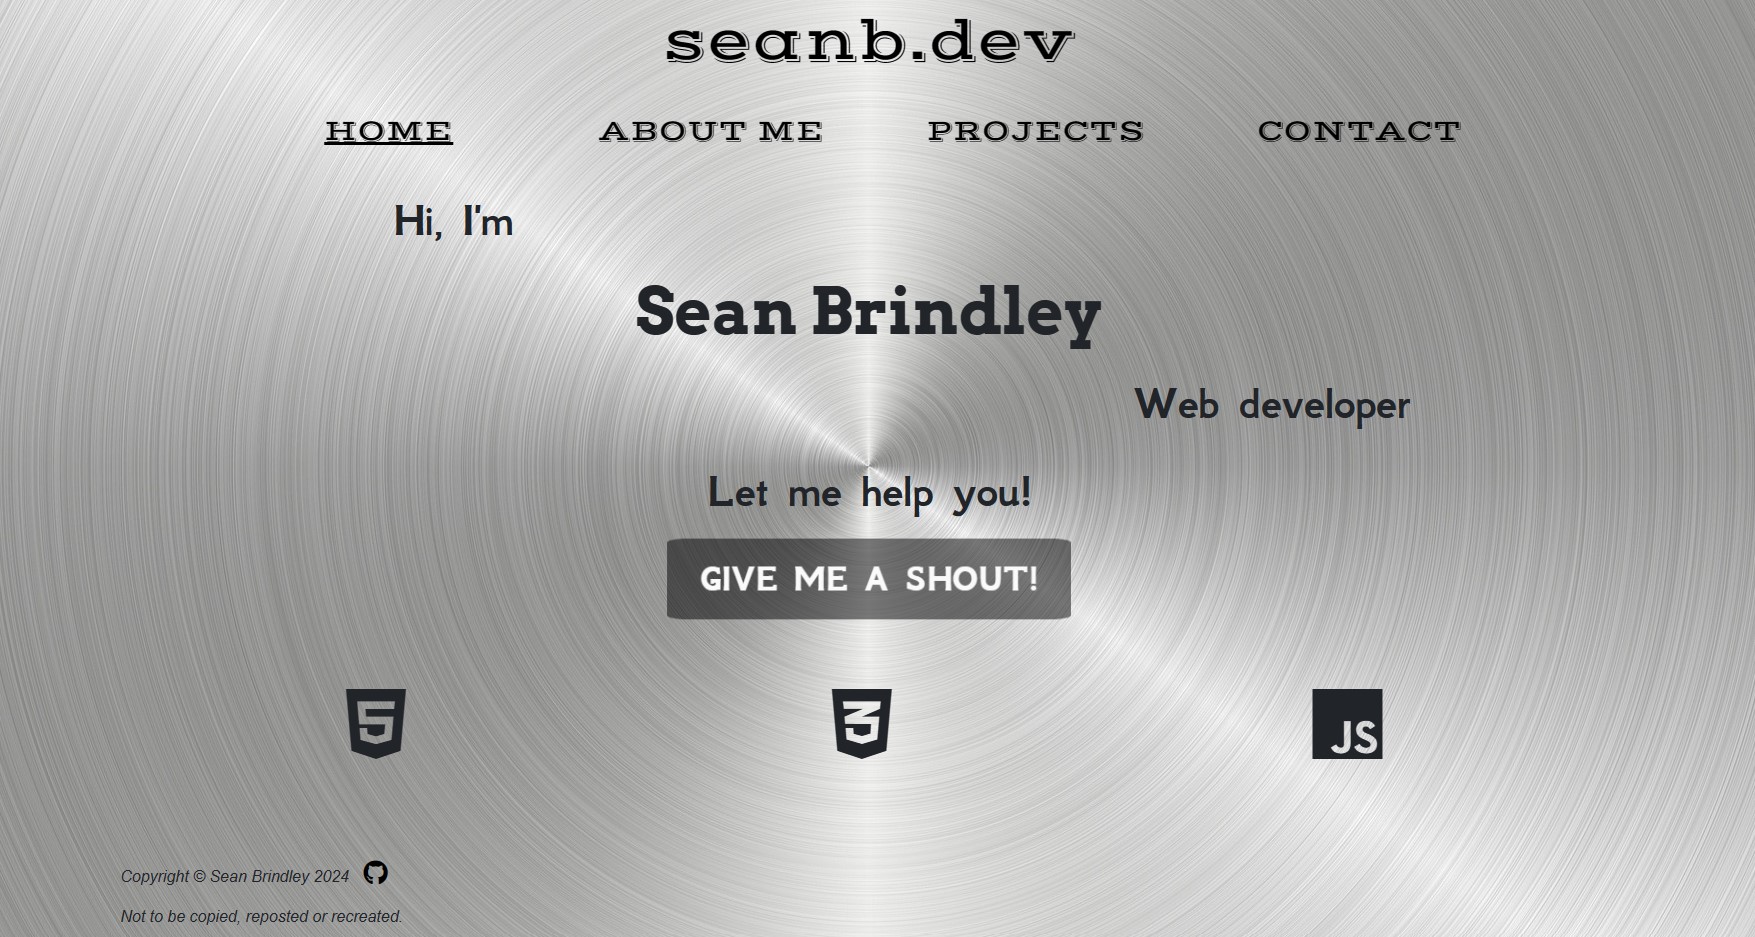 seanb.dev
HOME ABOUT ME PROJECTS CONTACT
Hi, I'm
Sean Brindley
Web developer
Let me help you!
GIVE ME A SHOUT!
5 3 JS
Copyright © Sean Brindley 2024
Not to be copied, reposted or recreated.